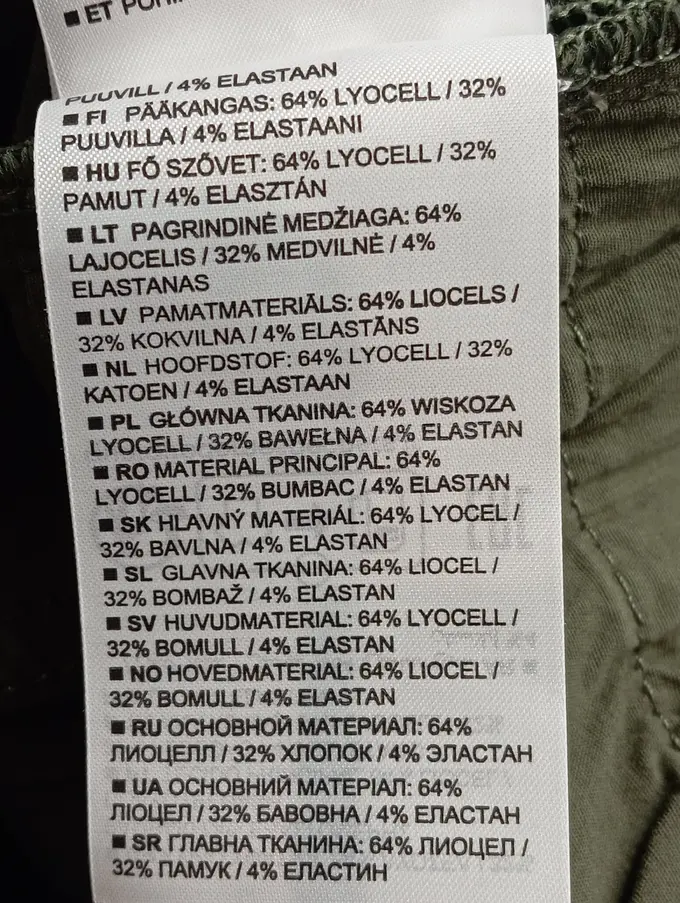 ■ ET
PUUVILL / 4% ELASTAAN
■ FI PÄÄKANGAS: 64% LYOCELL / 32%
PUUVILLA / 4% ELASTAANI
■ HU FŐ SZŐVET: 64% LYOCELL / 32%
PAMUT / 4% ELASZTÁN
■ LT PAGRINDINĖ MEDŽIAGA: 64%
LAJOCELIS / 32% MEDVILNĖ / 4%
ELASTANAS
■ LV PAMATMATERIĀLS: 64% LIOCELS /
32% KOKVILNA / 4% ELASTĀNS
■ NL HOOFDSTOF: 64% LYOCELL / 32%
KATOEN / 4% ELASTAAN
■ PL GŁÓWNA TKANINA: 64% WISKOZA
LYOCELL / 32% BAWEŁNA / 4% ELASTAN
■ RO MATERIAL PRINCIPAL: 64%
LYOCELL / 32% BUMBAC / 4% ELASTAN
■ SK HLAVNÝ MATERIÁL: 64% LYOCEL /
32% BAVLNA / 4% ELASTAN
■ SL GLAVNA TKANINA: 64% LIOCEL /
32% BOMBAŽ / 4% ELASTAN
■ SV HUVUDMATERIAL: 64% LYOCELL /
32% BOMULL / 4% ELASTAN
■ NO HOVEDMATERIAL: 64% LIOCEL /
32% BOMULL / 4% ELASTAN
■ RU ОСНОВНОЙ МАТЕРИАЛ: 64%
ЛИОЦЕЛЛ / 32% ХЛОПОК / 4% ЭЛАСТАН
■ UA ОСНОВНИЙ МАТЕРІАЛ: 64%
ЛІОЦЕЛ / 32% БАВОВНА / 4% ЕЛАСТАН
■ SR ГЛАВНА ТКАНИНА: 64% ЛИОЦЕЛ /
32% ПАМУК / 4% ЕЛАСТИН